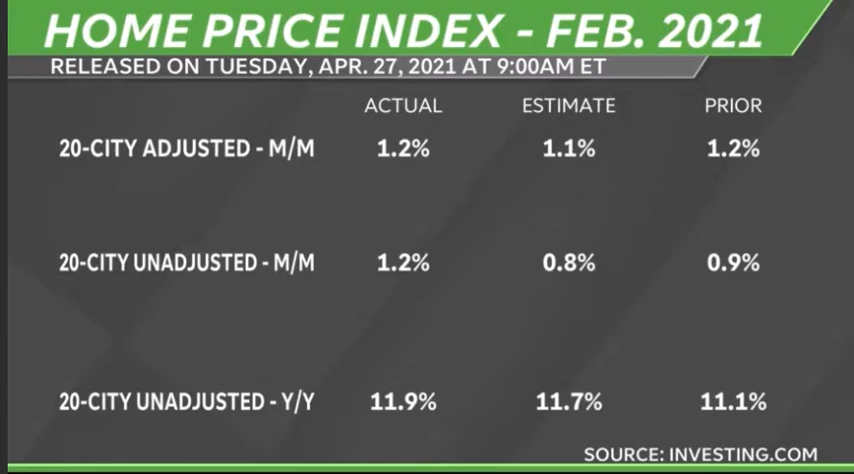 HOME PRICE INDEX - FEB. 2021
RELEASED ON TUESDAY, APR. 27, 2021 AT 9:00AM ET
ACTUAL ESTIMATE PRIOR
20-CITY ADJUSTED - M/M 1.2% 1.1% 1.2%
20-CITY UNADJUSTED - M/M 1.2% 0.8% 0.9%
20-CITY UNADJUSTED - Y/Y 11.9% 11.7% 11.1%
SOURCE: INVESTING.COM